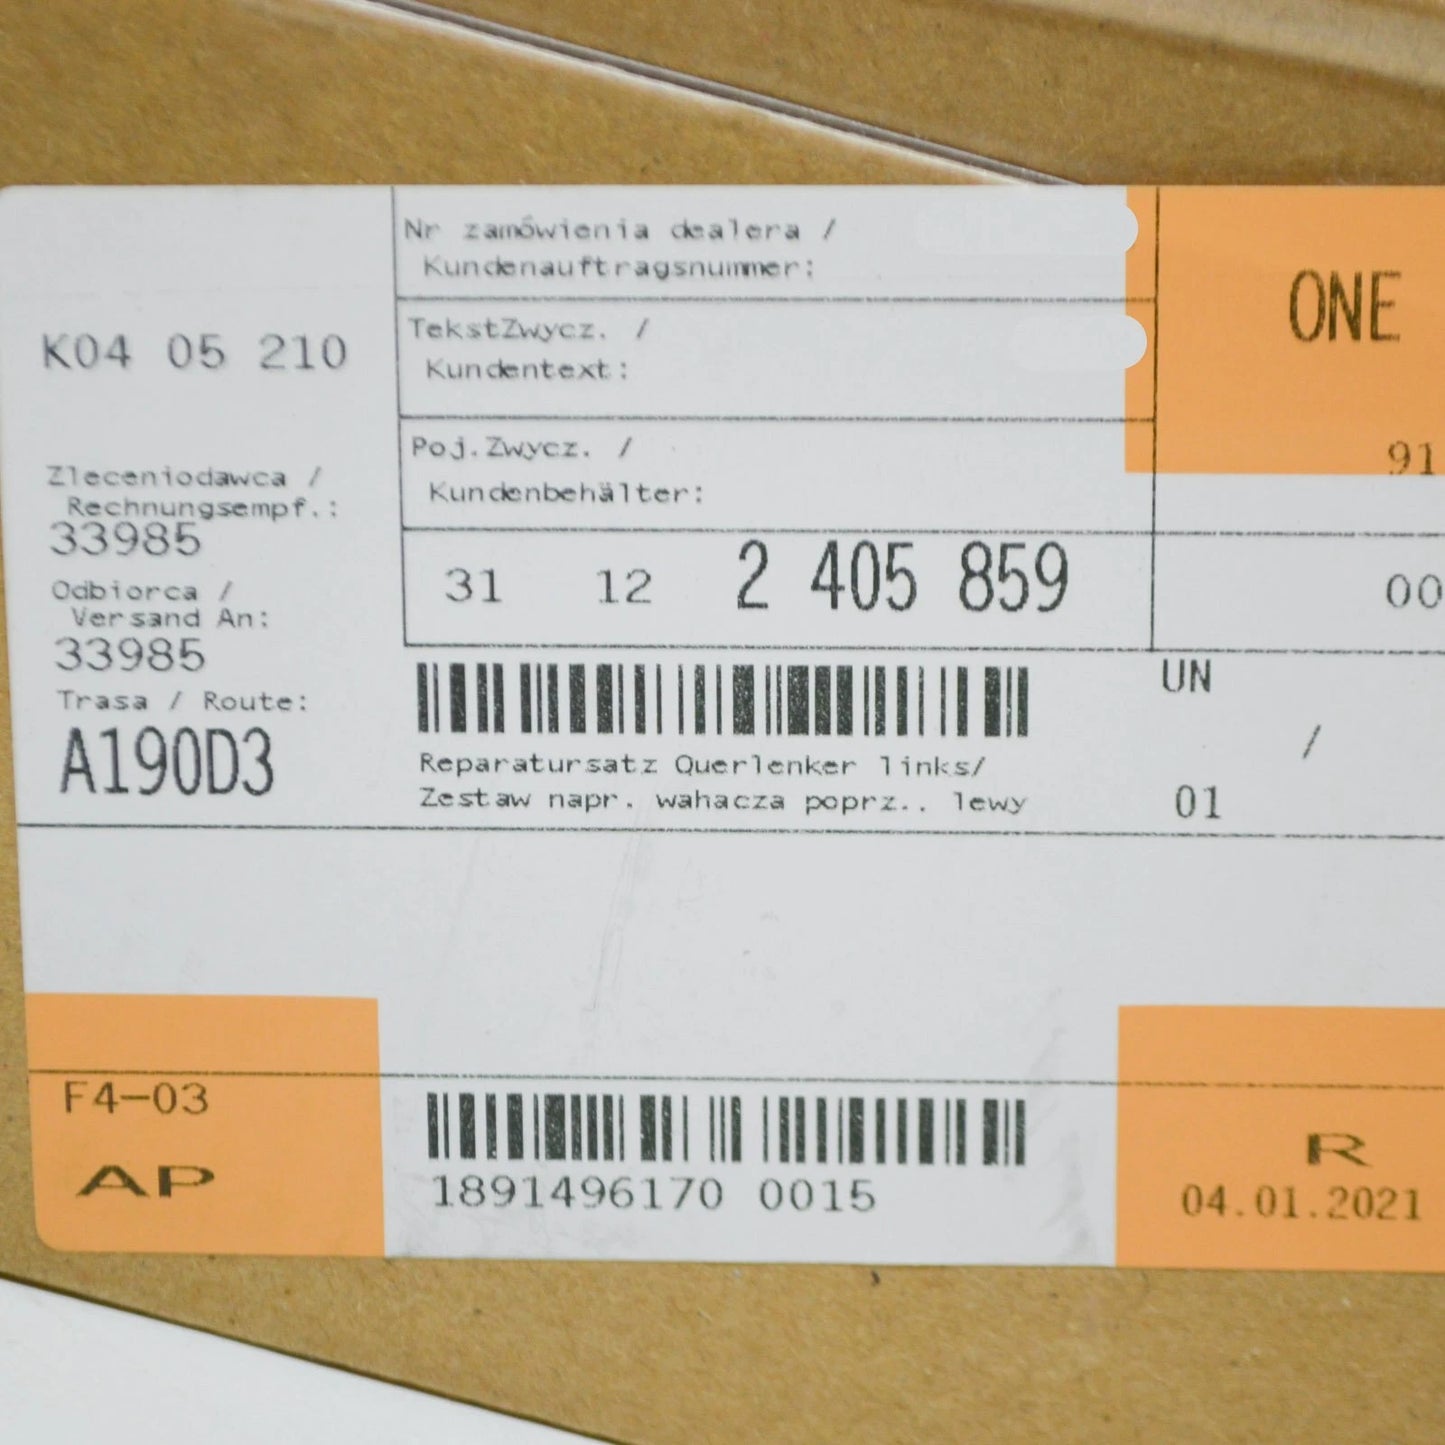 K04 05 210
Zleceniodawca /
Rechnungsempf.:
33985
Odbiorca /
Versand An:
33985
Trasa / Route:
A190D3
Nr zamówienia dealera /
Kundenauftragsnummer:
TekstZwycz. /
Kundentext:
Poj.Zwycz. /
Kundenbehälter:
31 12 2 405 859
Reparatursatz Querlenker links/
Zestaw napr. wahacza poprz.. lewy
ONE
91
00
UN
/
01
F4-03
AP
1891496170 0015
R
04.01.2021